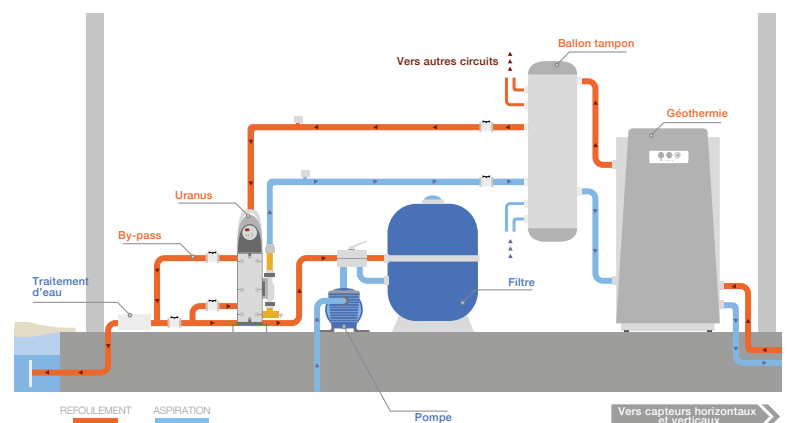 Ballon tampon
Vers autres circuits
Géothermie
Uranus
By-pass
Traitement
d'eau
Filtre
REFOULEMENT
ASPIRATION
Pompe
Vers capteurs horizontaux
et verticaux